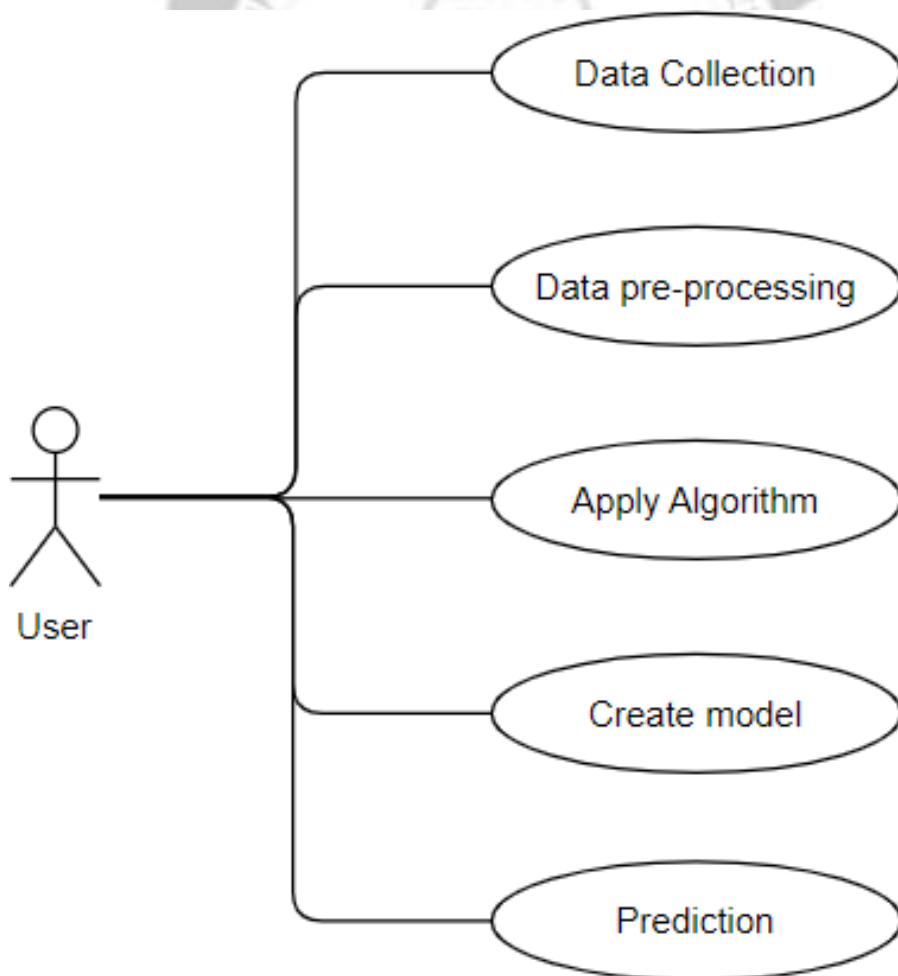 Data Collection
Data pre-processing
Apply Algorithm
User
Create model
Prediction